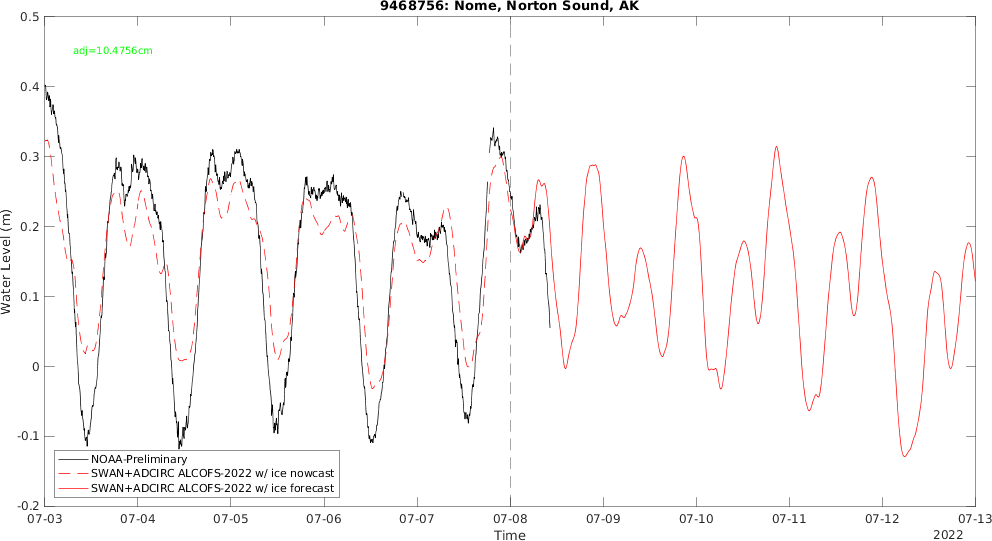 9468756: Nome, Norton Sound, AK
adj=10.4756cm
Water Level (m)
0.5
0.4
0.3
0.2
0.1
0
-0.1
-0.2
NOAA-Preliminary
SWAN+ADCIRC ALCOFS-2022 w/ ice nowcast
SWAN+ADCIRC ALCOFS-2022 w/ ice forecast
07-03 07-04 07-05 07-06 07-07 07-08 07-09 07-10 07-11 07-12 07-13
Time
2022